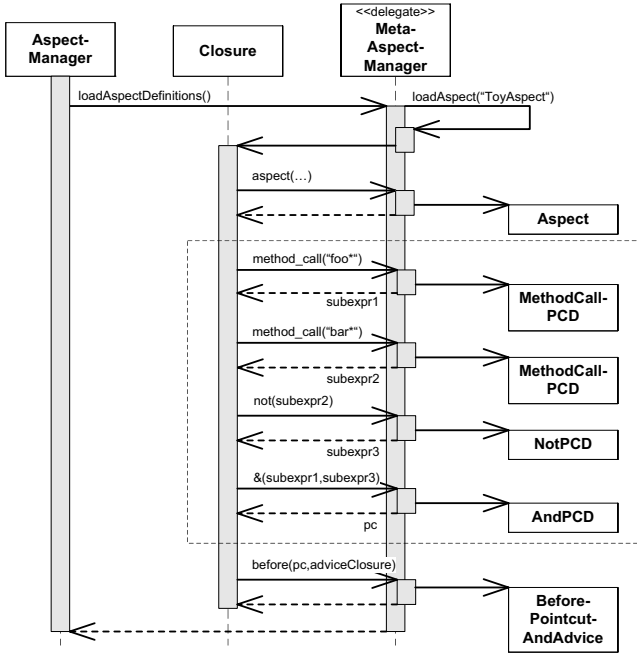 Aspect-
Manager
Closure
<<delegate>>
Meta-
Aspect-
Manager
loadAspectDefinitions()
loadAspect(“ToyAspect“)
aspect(…)
Aspect
method_call(“foo*“)
subexpr1
MethodCall-
PCD
method_call(“bar*“)
subexpr2
MethodCall-
PCD
not(subexpr2)
subexpr3
NotPCD
&(subexpr1,subexpr3)
pc
AndPCD
before(pc,adviceClosure)
Before-
Pointcut-
AndAdvice